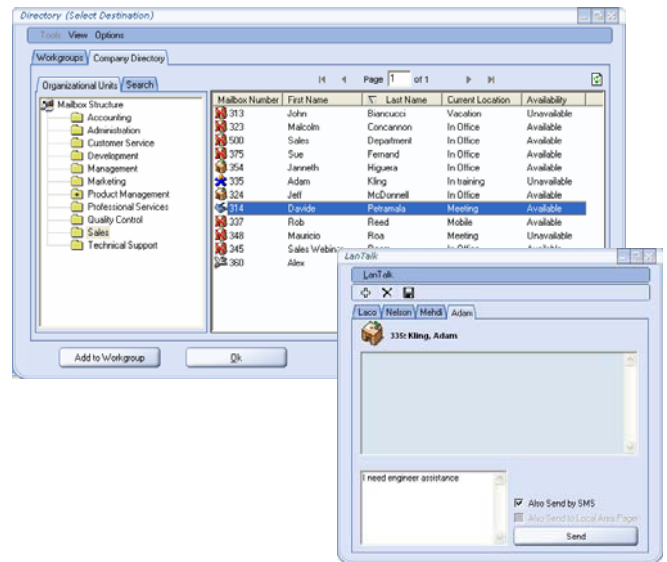 Directory (Select Destination)
Tools View Options
Workgroups Company Directory
Organizational Units Search
Page 1 of 1
Mailbox Structure
Accounting
Administration
Customer Service
Development
Management
Marketing
Product Management
Professional Services
Quality Control
Sales
Technical Support
Mailbox Number First Name Last Name Current Location Availability
313 John Biancucci Vacation Unavailable
323 Malcolm Concannon In Office Available
500 Sales Department In Office Available
375 Sue Fernand In Office Available
354 Janneth Higuera In Office Available
335 Adam Kling In training Unavailable
324 Jeff McDonnell In Office Available
314 Davide Petramala Meeting Available
337 Rob Reed Mobile Available
348 Mauricio Roa Meeting Unavailable
345 Sales Webinar
360 Alex
Add to Workgroup
Ok
LanTalk
LanTalk
Laco Nelson Mehdi Adam
335: Kling, Adam
I need engineer assistance
Also Send by SMS
Also Send to Local Area Pager
Send